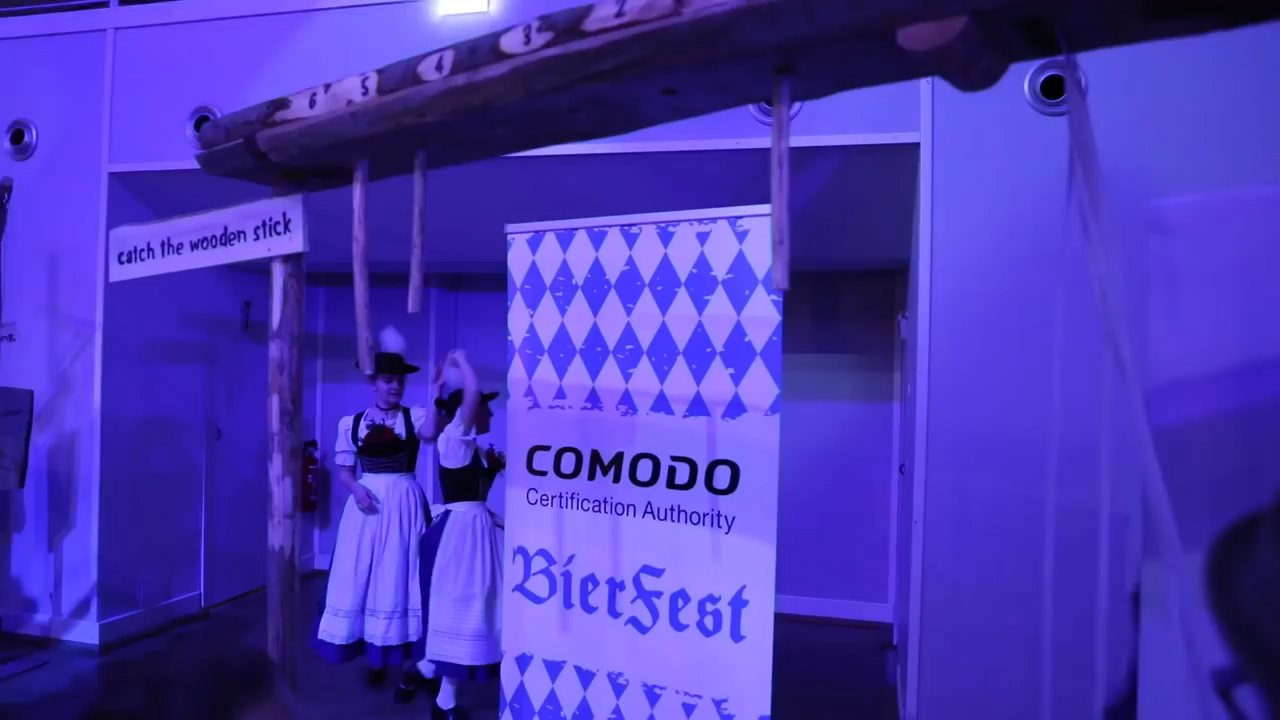 6 5 4 3 2
catch the wooden stick
COMODO
Certification Authority
BierFest